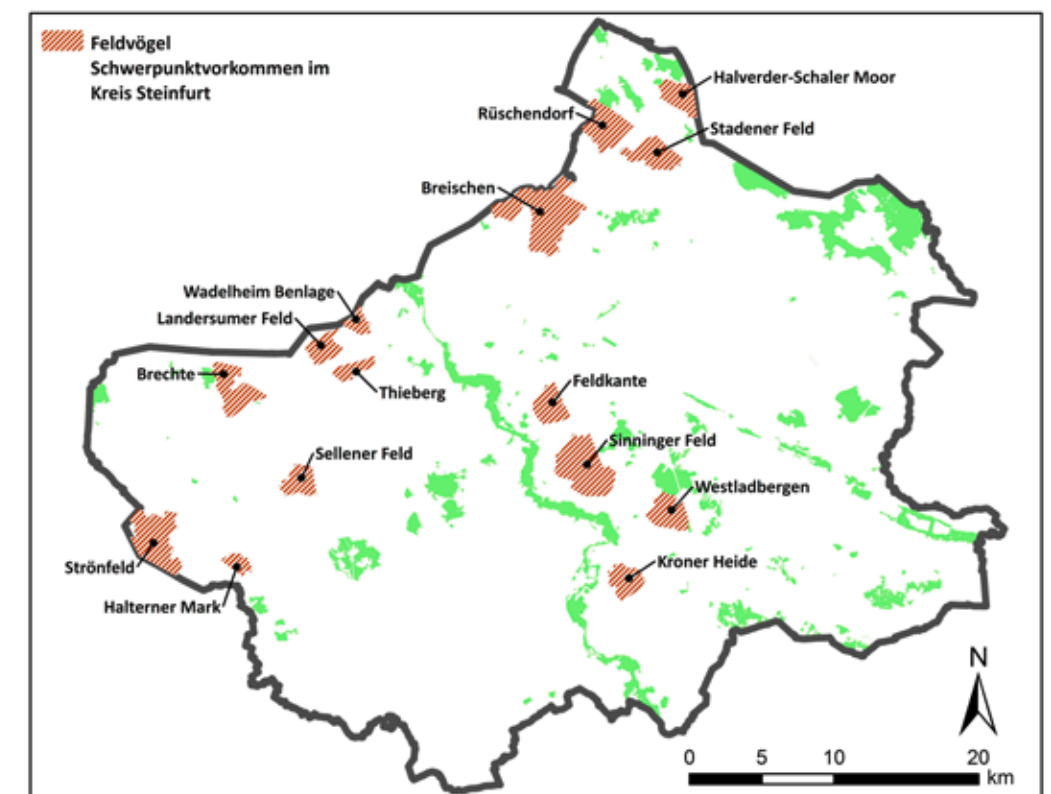 Feldvögel
Schwerpunktvorkommen im
Kreis Steinfurt
Halverder-Schaler Moor
Rüschendorf
Stadener Feld
Breischen
Wadelheim Benlage
Landersumer Feld
Brechte
Thieberg
Feldkante
Sinninger Feld
Sellener Feld
Westladbergen
Strönfeld
Kroner Heide
Halterner Mark
N
0 5 10 20
km